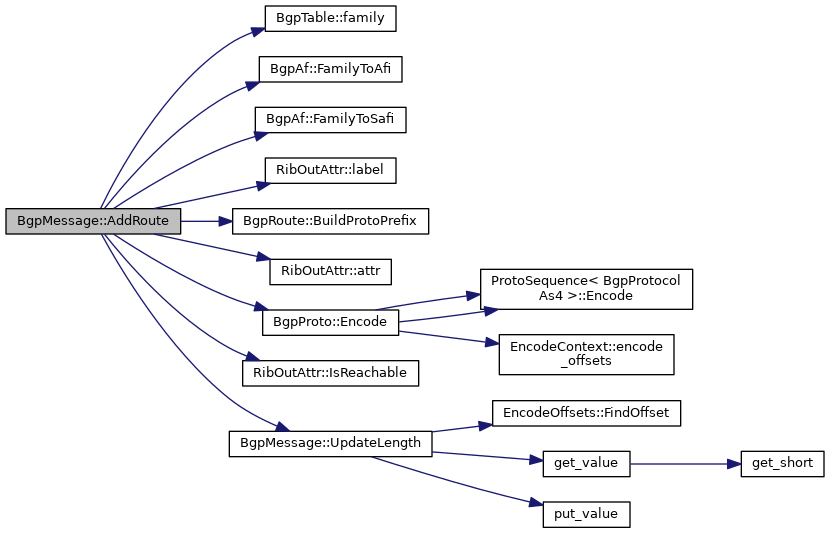 BgpTable::family
BgpAf::FamilyToAfi
BgpAf::FamilyToSafi
RibOutAttr::label
BgpMessage::AddRoute
BgpRoute::BuildProtoPrefix
RibOutAttr::attr
ProtoSequence< BgpProtocol
As4 >::Encode
BgpProto::Encode
EncodeContext::encode
_offsets
RibOutAttr::IsReachable
EncodeOffsets::FindOffset
BgpMessage::UpdateLength
get_value
get_short
put_value